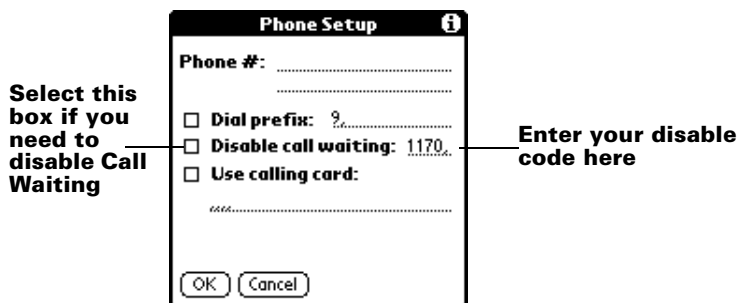 Phone Setup
Phone #:
Select this
box if you
need to
disable Call
Waiting
Dial prefix: 9,
Disable call waiting: 1170,
Use calling card:
,,,,
Enter your disable
code here
OK Cancel